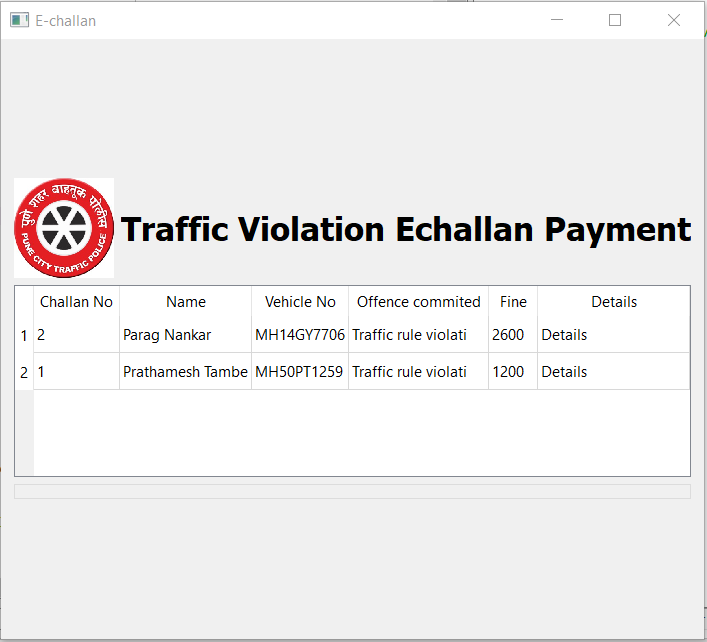 E-challan
पुणे शहर वाहतूक पोलीस
PUNE CITY TRAFFIC POLICE
Traffic Violation Echallan Payment
Challan No Name Vehicle No Offence commited Fine Details
1 2 Parag Nankar MH14GY7706 Traffic rule violati 2600 Details
2 1 Prathamesh Tambe MH50PT1259 Traffic rule violati 1200 Details